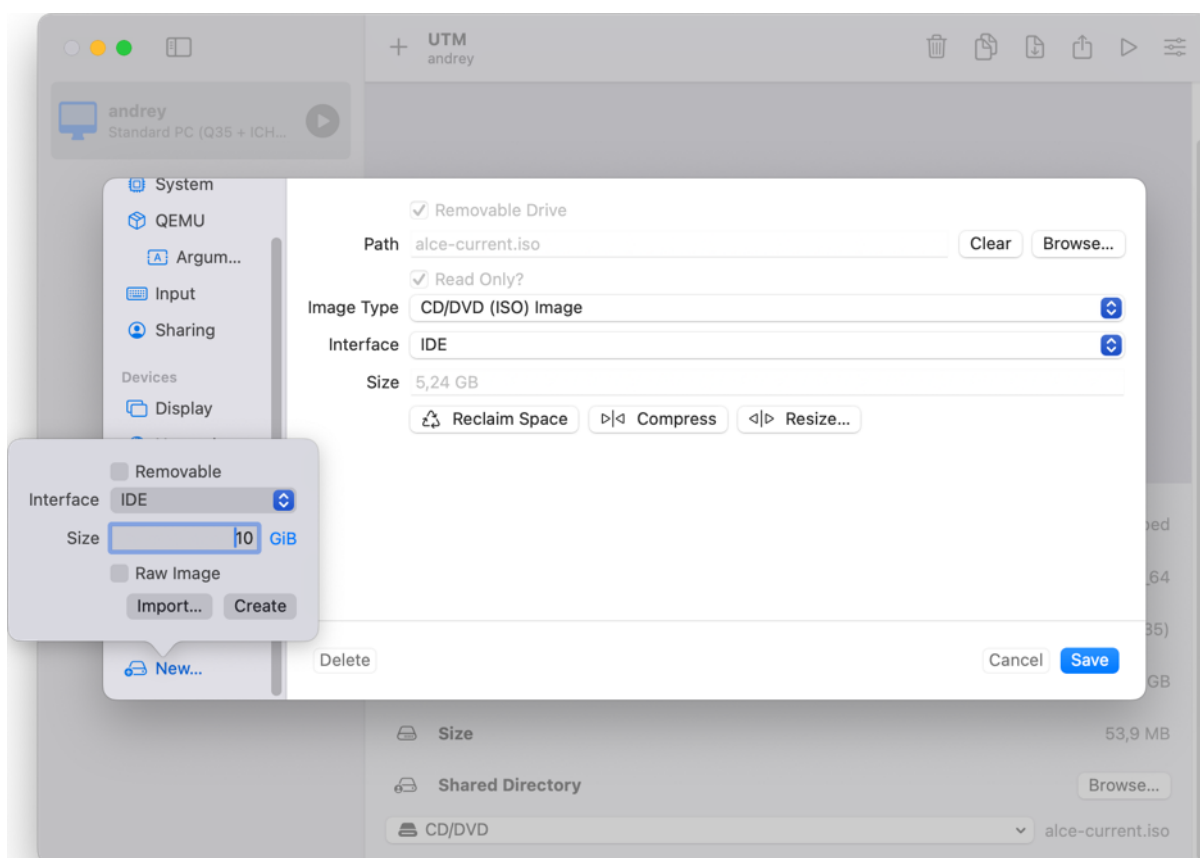 UTM
andrey
andrey
Standard PC (Q35 + ICH...
System
QEMU
Argum...
Input
Sharing
Devices
Display
Removable Drive
Path alce-current.iso Clear Browse...
Read Only?
Image Type CD/DVD (ISO) Image
Interface IDE
Size 5,24 GB
Reclaim Space Compress Resize...
Removable
Interface IDE
Size 10 GiB
Raw Image
Import... Create
New...
Delete Cancel Save
64
35)
GB
Size 53,9 MB
Shared Directory Browse...
CD/DVD alce-current.iso